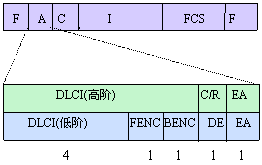 F A C I FCS F
DLCI(高阶) C/R EA
DLCI(低阶) FENC BENC DE EA
4 1 1 1 1